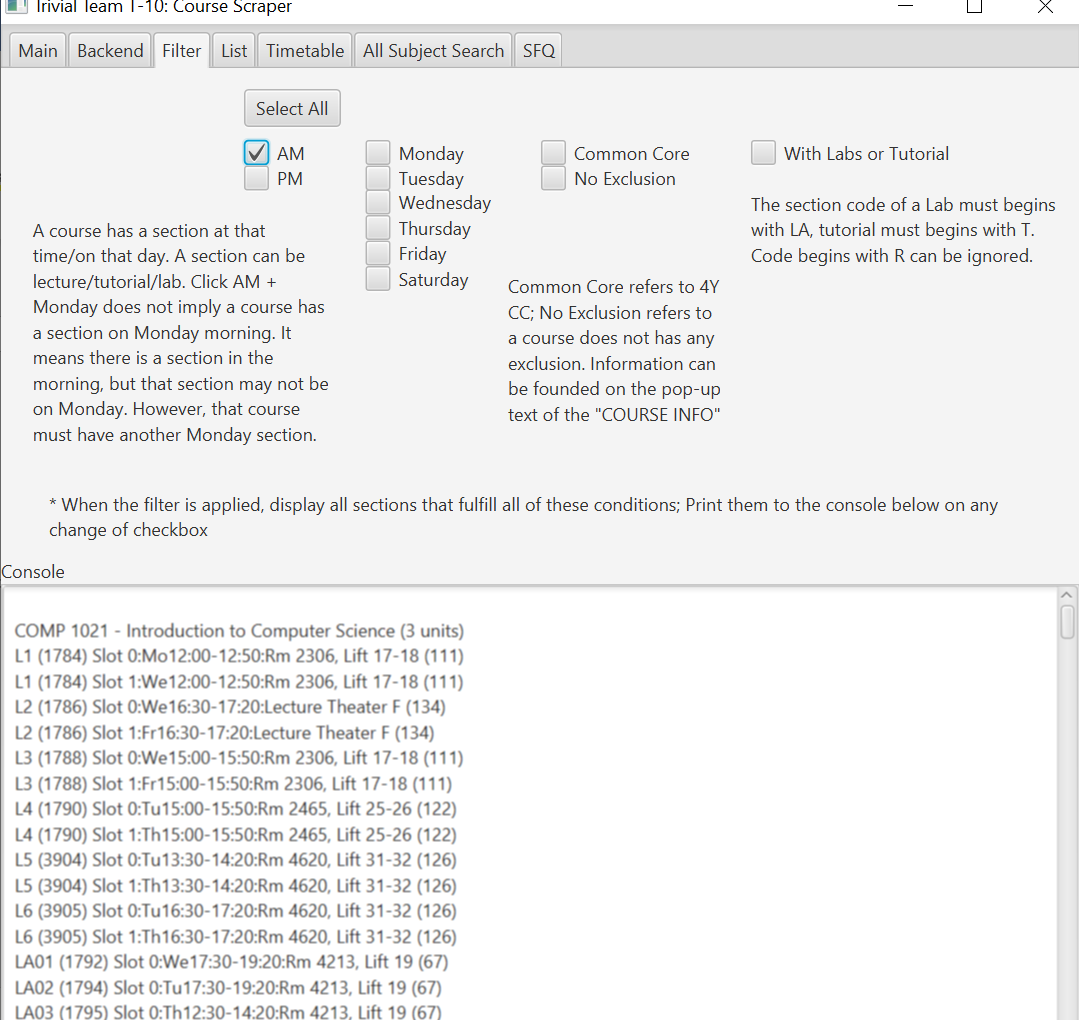 Trivial Team T-10: Course Scraper
Main Backend Filter List Timetable All Subject Search SFQ
Select All
AM
PM
Monday
Tuesday
Wednesday
Thursday
Friday
Saturday
Common Core
No Exclusion
With Labs or Tutorial
A course has a section at that
time/on that day. A section can be
lecture/tutorial/lab. Click AM +
Monday does not imply a course has
a section on Monday morning. It
means there is a section in the
morning, but that section may not be
on Monday. However, that course
must have another Monday section.
Common Core refers to 4Y
CC; No Exclusion refers to
a course does not has any
exclusion. Information can
be founded on the pop-up
text of the "COURSE INFO"
The section code of a Lab must begins
with LA, tutorial must begins with T.
Code begins with R can be ignored.
* When the filter is applied, display all sections that fulfill all of these conditions; Print them to the console below on any
change of checkbox
Console
COMP 1021 - Introduction to Computer Science (3 units)
L1 (1784) Slot 0:Mo12:00-12:50:Rm 2306, Lift 17-18 (111)
L1 (1784) Slot 1:We12:00-12:50:Rm 2306, Lift 17-18 (111)
L2 (1786) Slot 0:We16:30-17:20:Lecture Theater F (134)
L2 (1786) Slot 1:Fr16:30-17:20:Lecture Theater F (134)
L3 (1788) Slot 0:We15:00-15:50:Rm 2306, Lift 17-18 (111)
L3 (1788) Slot 1:Fr15:00-15:50:Rm 2306, Lift 17-18 (111)
L4 (1790) Slot 0:Tu15:00-15:50:Rm 2465, Lift 25-26 (122)
L4 (1790) Slot 1:Th15:00-15:50:Rm 2465, Lift 25-26 (122)
L5 (3904) Slot 0:Tu13:30-14:20:Rm 4620, Lift 31-32 (126)
L5 (3904) Slot 1:Th13:30-14:20:Rm 4620, Lift 31-32 (126)
L6 (3905) Slot 0:Tu16:30-17:20:Rm 4620, Lift 31-32 (126)
L6 (3905) Slot 1:Th16:30-17:20:Rm 4620, Lift 31-32 (126)
LA01 (1792) Slot 0:We17:30-19:20:Rm 4213, Lift 19 (67)
LA02 (1794) Slot 0:Tu17:30-19:20:Rm 4213, Lift 19 (67)
LA03 (1795) Slot 0:Th12:30-14:20:Rm 4213, Lift 19 (67)